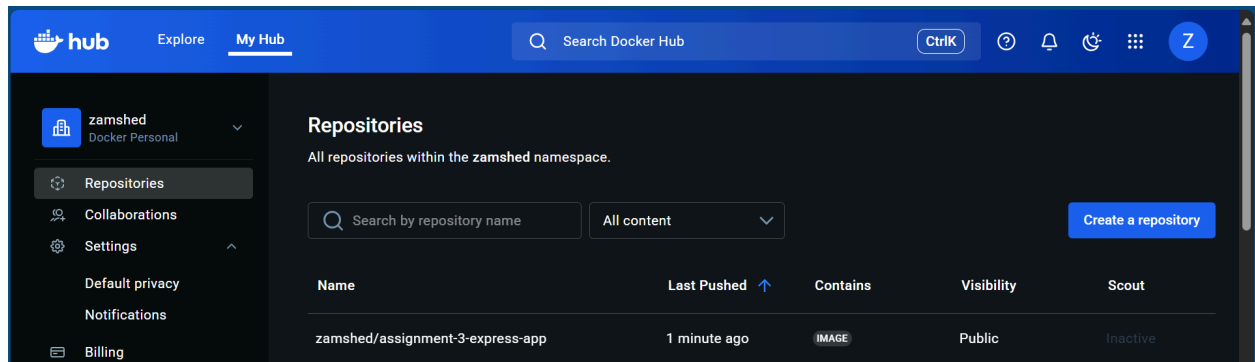 hub Explore My Hub Search Docker Hub CtrlK Z
zamshed
Docker Personal
Repositories
Collaborations
Settings
Default privacy
Notifications
Billing
Repositories
All repositories within the zamshed namespace.
Search by repository name All content Create a repository
Name Last Pushed Contains Visibility Scout
zamshed/assignment-3-express-app 1 minute ago IMAGE Public Inactive